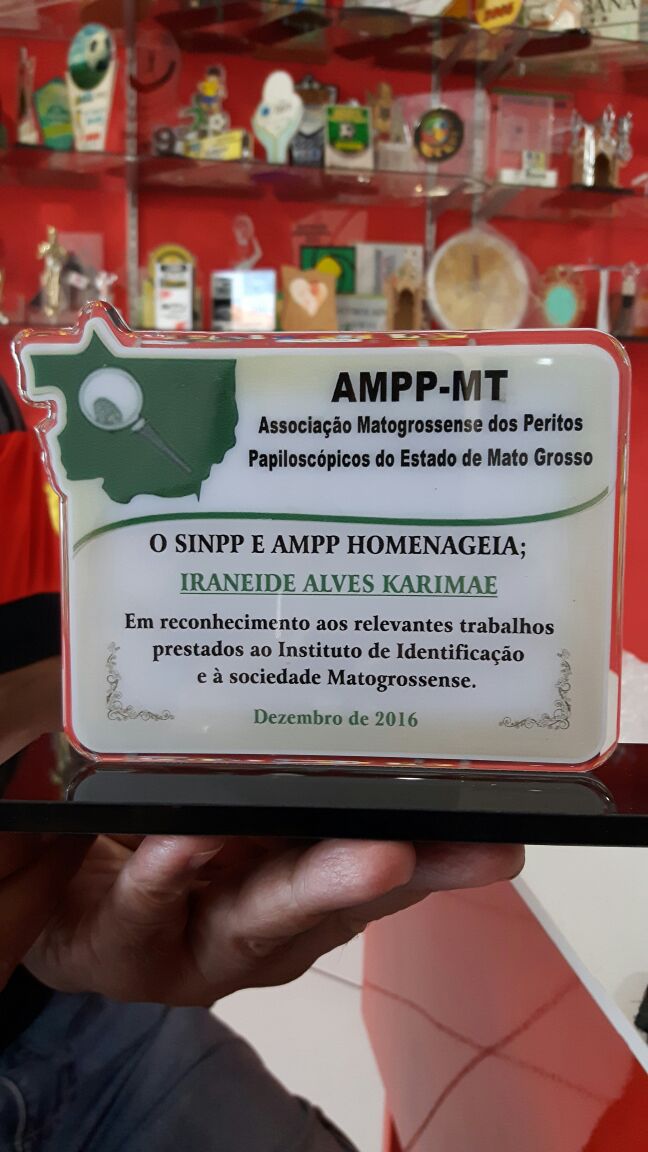 AMPP-MT
Associação Matogrossense dos Peritos
Papiloscópicos do Estado de Mato Grosso
O SINPP E AMPP HOMENAGEIA;
IRANEIDE ALVES KARIMAE
Em reconhecimento aos relevantes trabalhos
prestados ao Instituto de Identificação
e à sociedade Matogrossense.
Dezembro de 2016